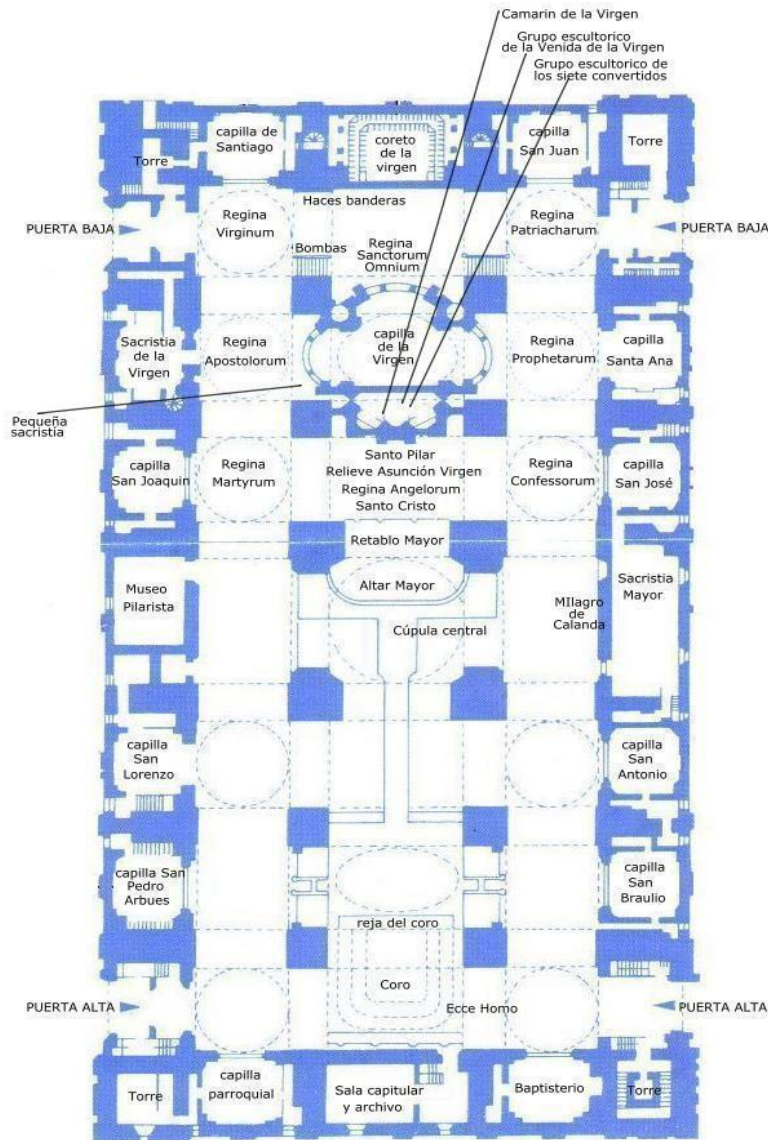 Camarin de la Virgen
Grupo escultorico
de la Venida de la Virgen
Grupo escultorico de
los siete convertidos
Torre
capilla de
Santiago
coreto
de la
virgen
capilla
San Juan
Torre
Haces banderas
PUERTA BAJA
Regina
Virginum
Bombas
Regina
Sanctorum
Omnium
Regina
Patriacharum
PUERTA BAJA
Sacristia
de la
Virgen
Regina
Apostolorum
capilla
de la
Virgen
Regina
Prophetarum
capilla
Santa Ana
Pequeña
sacristía
capilla
San Joaquin
Regina
Martyrum
Santo Pilar
Relieve Asunción Virgen
Regina Angelorum
Santo Cristo
Regina
Confessorum
capilla
San José
Retablo Mayor
Museo
Pilarista
Altar Mayor
MIlagro
de
Calanda
Sacristia
Mayor
Cúpula central
capilla
San
Lorenzo
capilla
San
Antonio
capilla San
Pedro
Arbues
capilla
San
Braulio
reja del coro
PUERTA ALTA
Coro
Ecce Homo
PUERTA ALTA
Torre
capilla
parroquial
Sala capitular
y archivo
Baptisterio
Torre